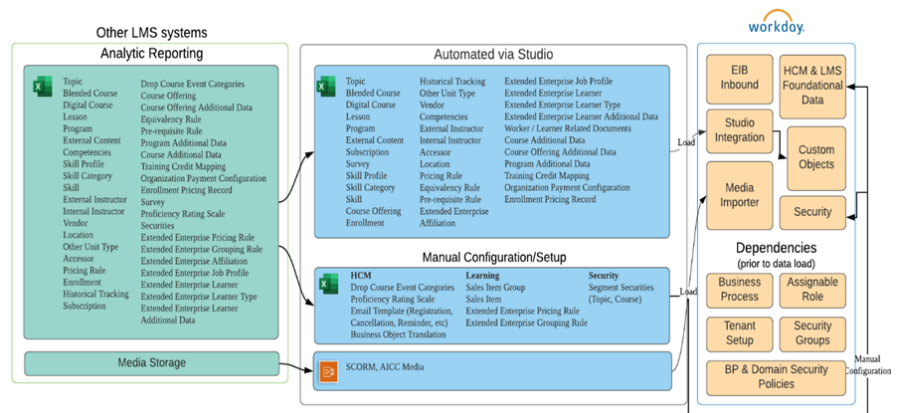 Other LMS systems
Analytic Reporting
Topic
Blended Course
Digital Course
Lesson
Program
External Content
Competencies
Skill Profile
Skill Category
Skill
External Instructor
Internal Instructor
Vendor
Location
Other Unit Type
Accessor
Pricing Rule
Enrollment
Historical Tracking
Subscription
Drop Course Event Categories
Course Offering
Course Offering Additional Data
Equivalency Rule
Pre-requisite Rule
Program Additional Data
Course Additional Data
Training Credit Mapping
Organization Payment Configuration
Enrollment Pricing Record
Survey
Proficiency Rating Scale
Securities
Extended Enterprise Pricing Rule
Extended Enterprise Grouping Rule
Extended Enterprise Affiliation
Extended Enterprise Job Profile
Extended Enterprise Learner
Extended Enterprise Learner Type
Extended Enterprise Learner
Additional Data
Media Storage
Automated via Studio
Topic
Blended Course
Digital Course
Lesson
Program
External Content
Subscription
Survey
Skill Profile
Skill Category
Skill
Course Offering
Enrollment
Historical Tracking
Other Unit Type
Vendor
Competencies
External Instructor
Internal Instructor
Accessor
Location
Pricing Rule
Equivalency Rule
Pre-requisite Rule
Extended Enterprise
Affiliation
Extended Enterprise Job Profile
Extended Enterprise Learner
Extended Enterprise Learner Type
Extended Enterprise Learner Additional Data
Worker / Learner Related Documents
Course Additional Data
Course Offering Additional Data
Program Additional Data
Training Credit Mapping
Organization Payment Configuration
Enrollment Pricing Record
Manual Configuration/Setup
HCM
Drop Course Event Categories
Proficiency Rating Scale
Email Template (Registration,
Cancellation, Reminder, etc)
Business Object Translation
Learning
Sales Item Group
Sales Item
Extended Enterprise Pricing Rule
Extended Enterprise Grouping Rule
Security
Segment Securities
(Topic, Course)
SCORM, AICC Media
Load
Load
workday.
EIB
Inbound
HCM & LMS
Foundational
Data
Studio
Integration
Custom
Objects
Media
Importer
Security
Dependencies
(prior to data load)
Business
Process
Assignable
Role
Tenant
Setup
Security
Groups
BP & Domain Security
Policies
Manual
Configuration